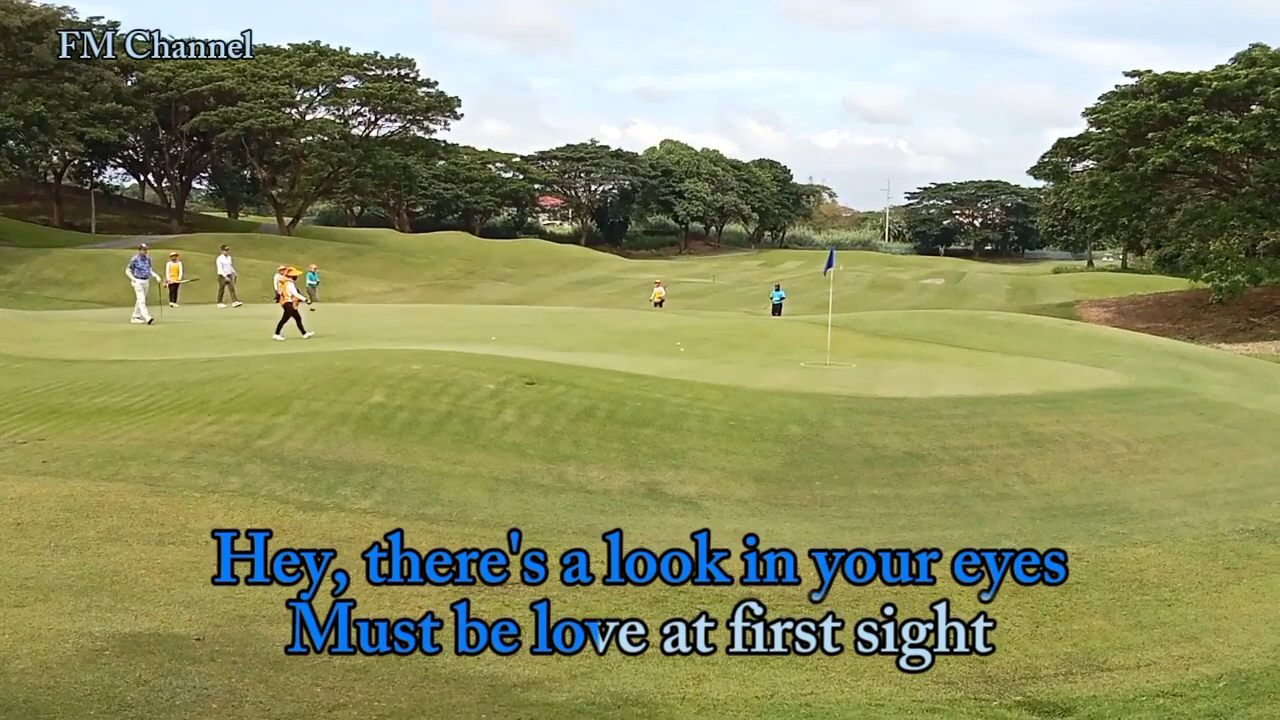 FM Channel
Hey, there's a look in your eyes
Must be love at first sight